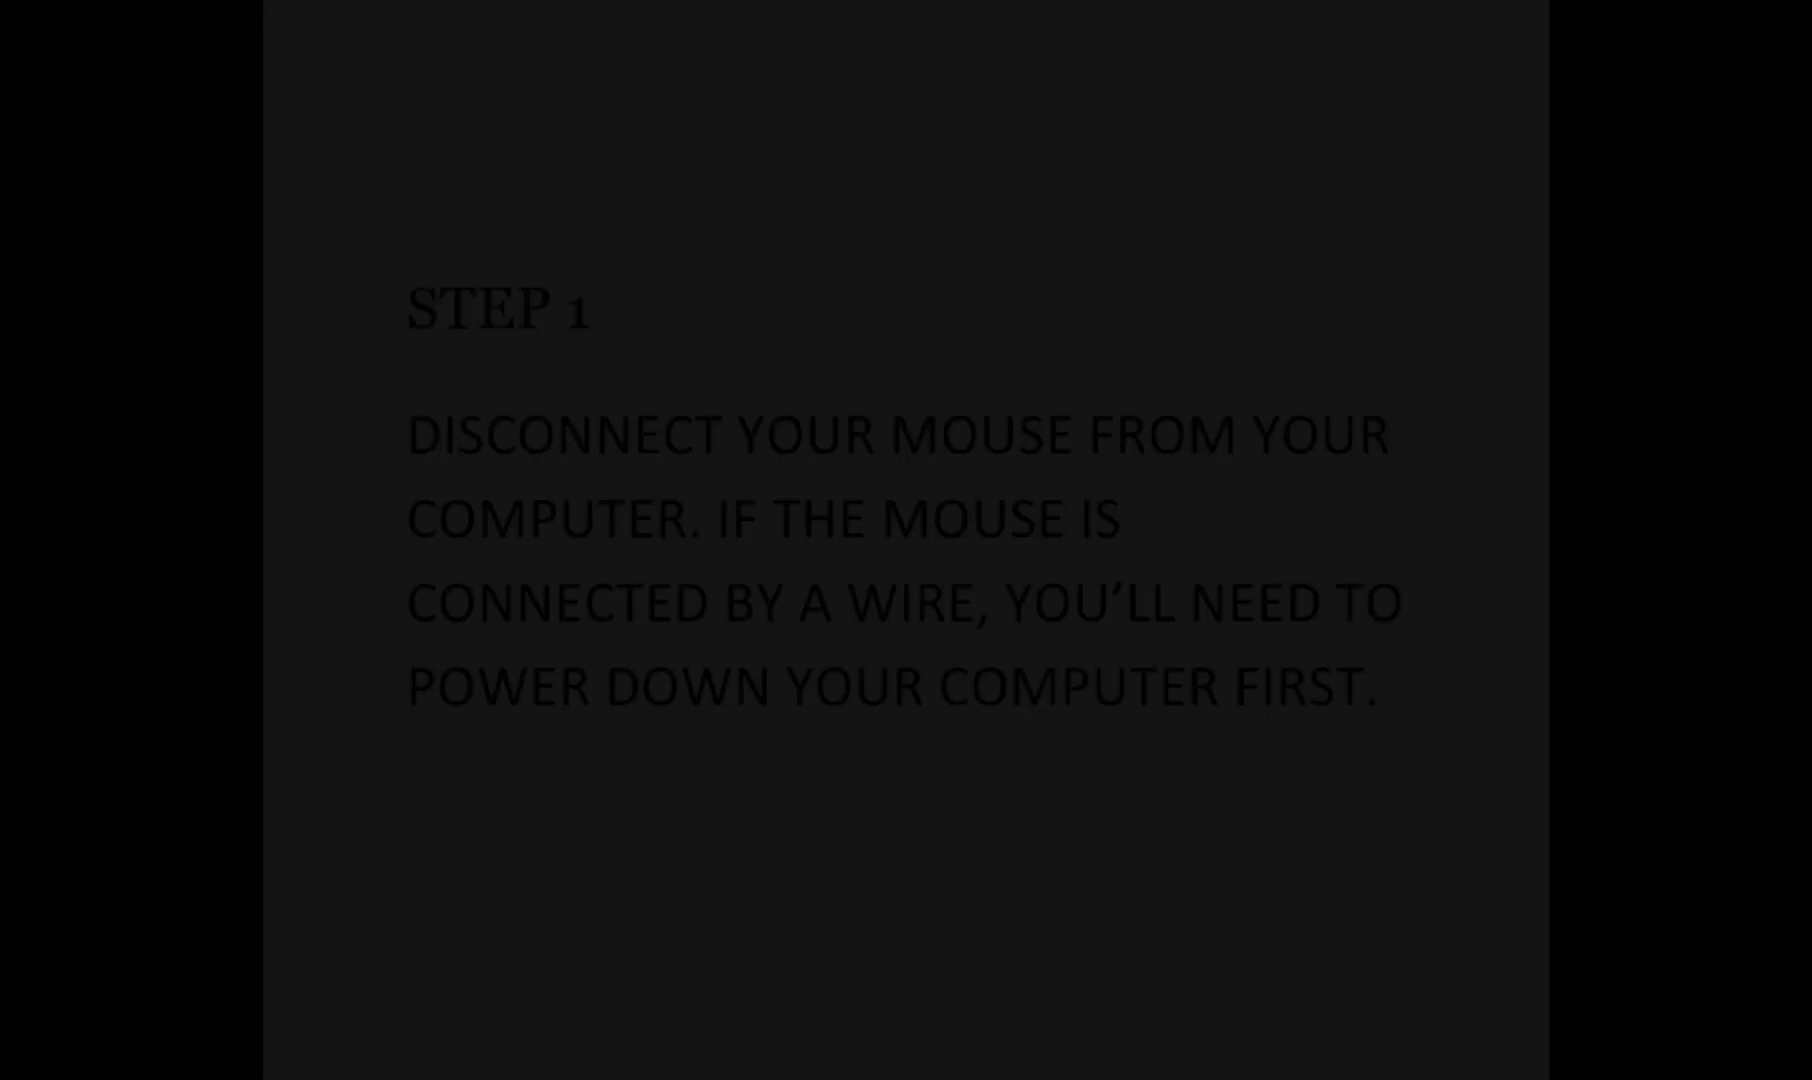 STEP 1
DISCONNECT YOUR MOUSE FROM YOUR
COMPUTER. IF THE MOUSE IS
CONNECTED BY A WIRE, YOU’LL NEED TO
POWER DOWN YOUR COMPUTER FIRST.